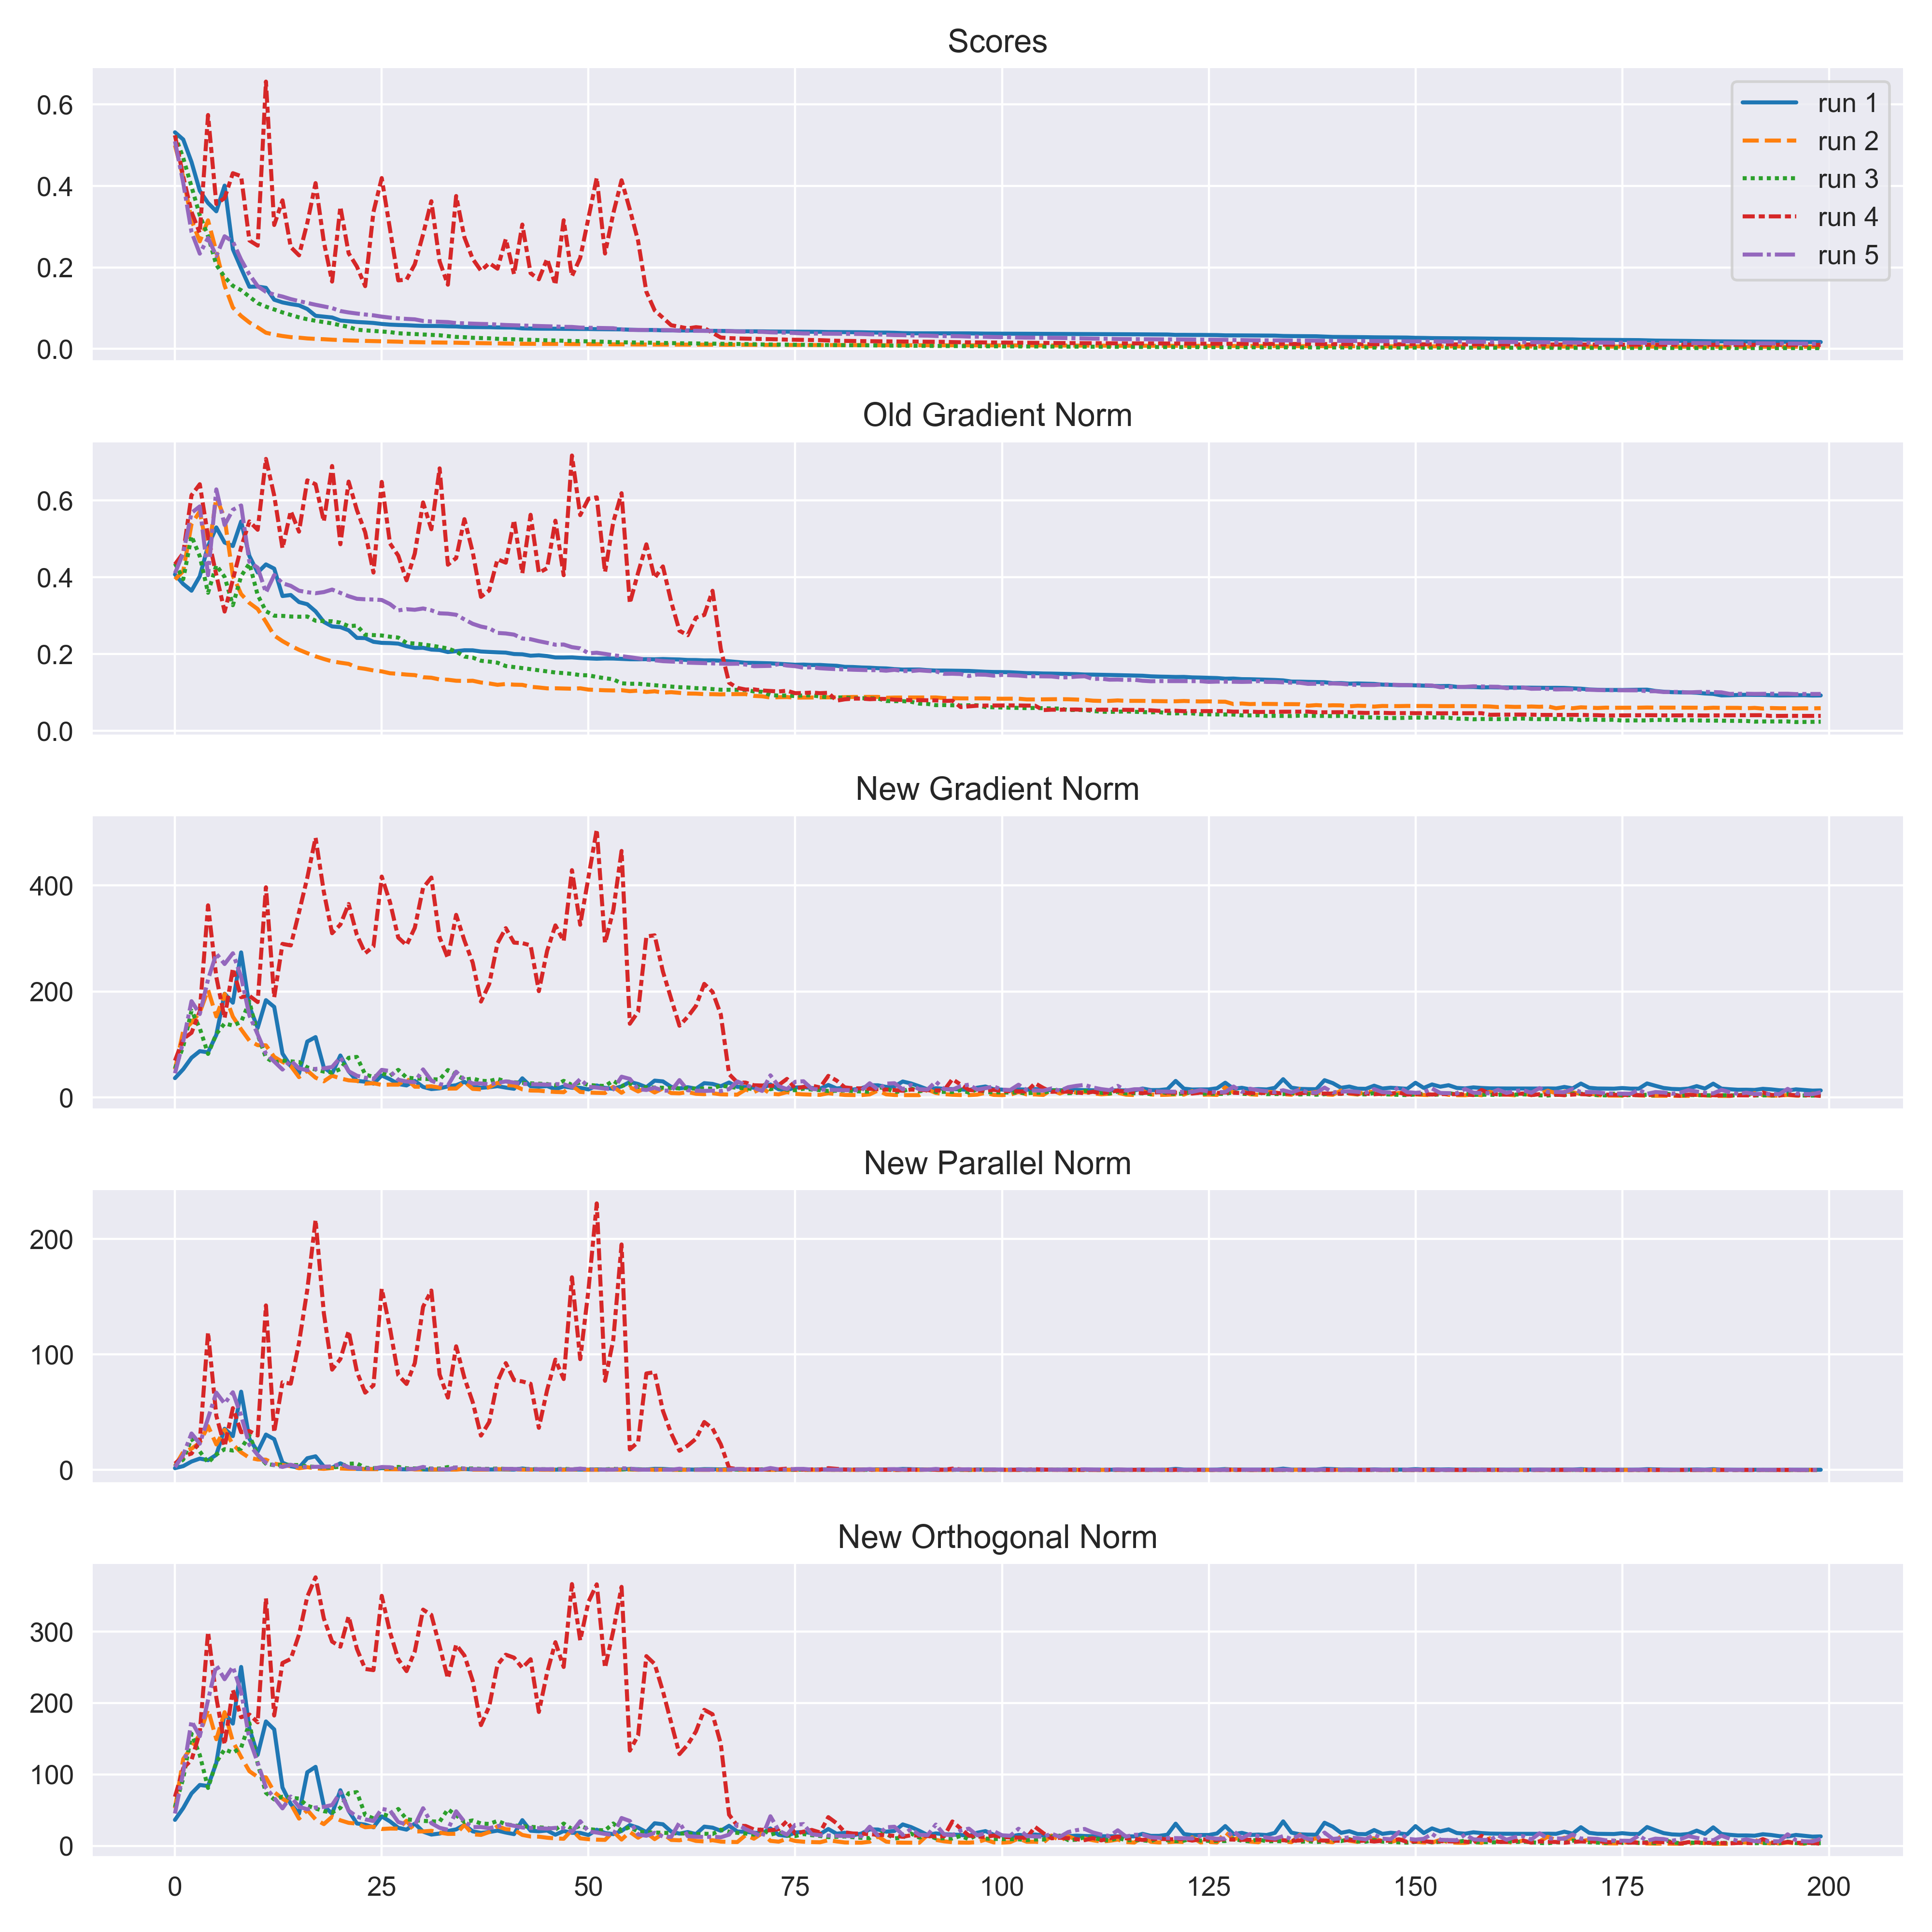 Scores
0.6
0.4
0.2
0.0
run 1
run 2
run 3
run 4
run 5
Old Gradient Norm
0.6
0.4
0.2
0.0
New Gradient Norm
400
200
0
New Parallel Norm
200
100
0
New Orthogonal Norm
300
200
100
0
0 25 50 75 100 125 150 175 200